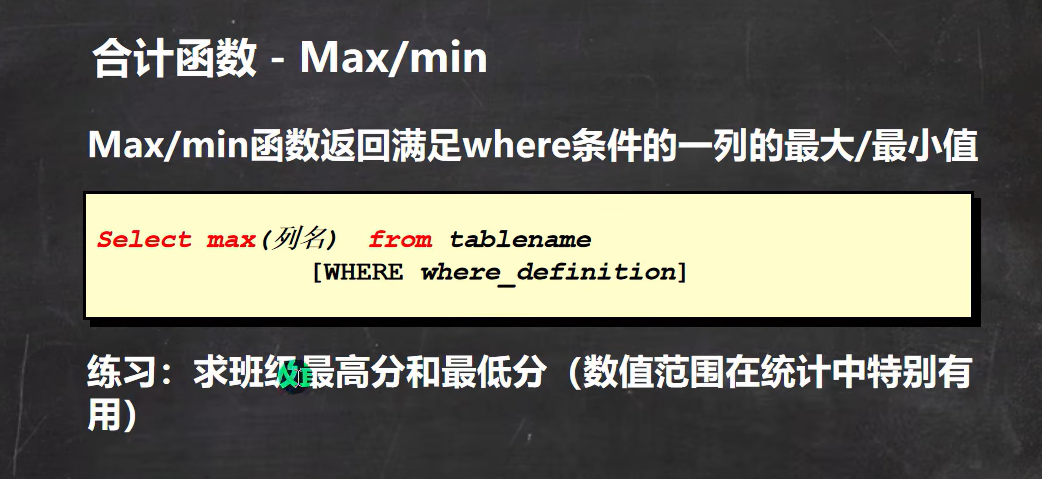 合计函数 - Max/min
Max/min函数返回满足where条件的一列的最大/最小值
Select max(列名) from tablename
[WHERE where_definition]
练习：求班级最高分和最低分（数值范围在统计中特别有
用）